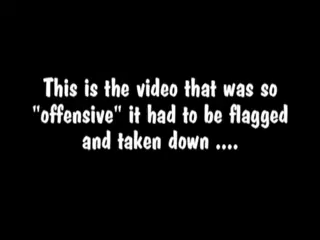 This is the video that was so
"offensive" it had to be flagged
and taken down ....